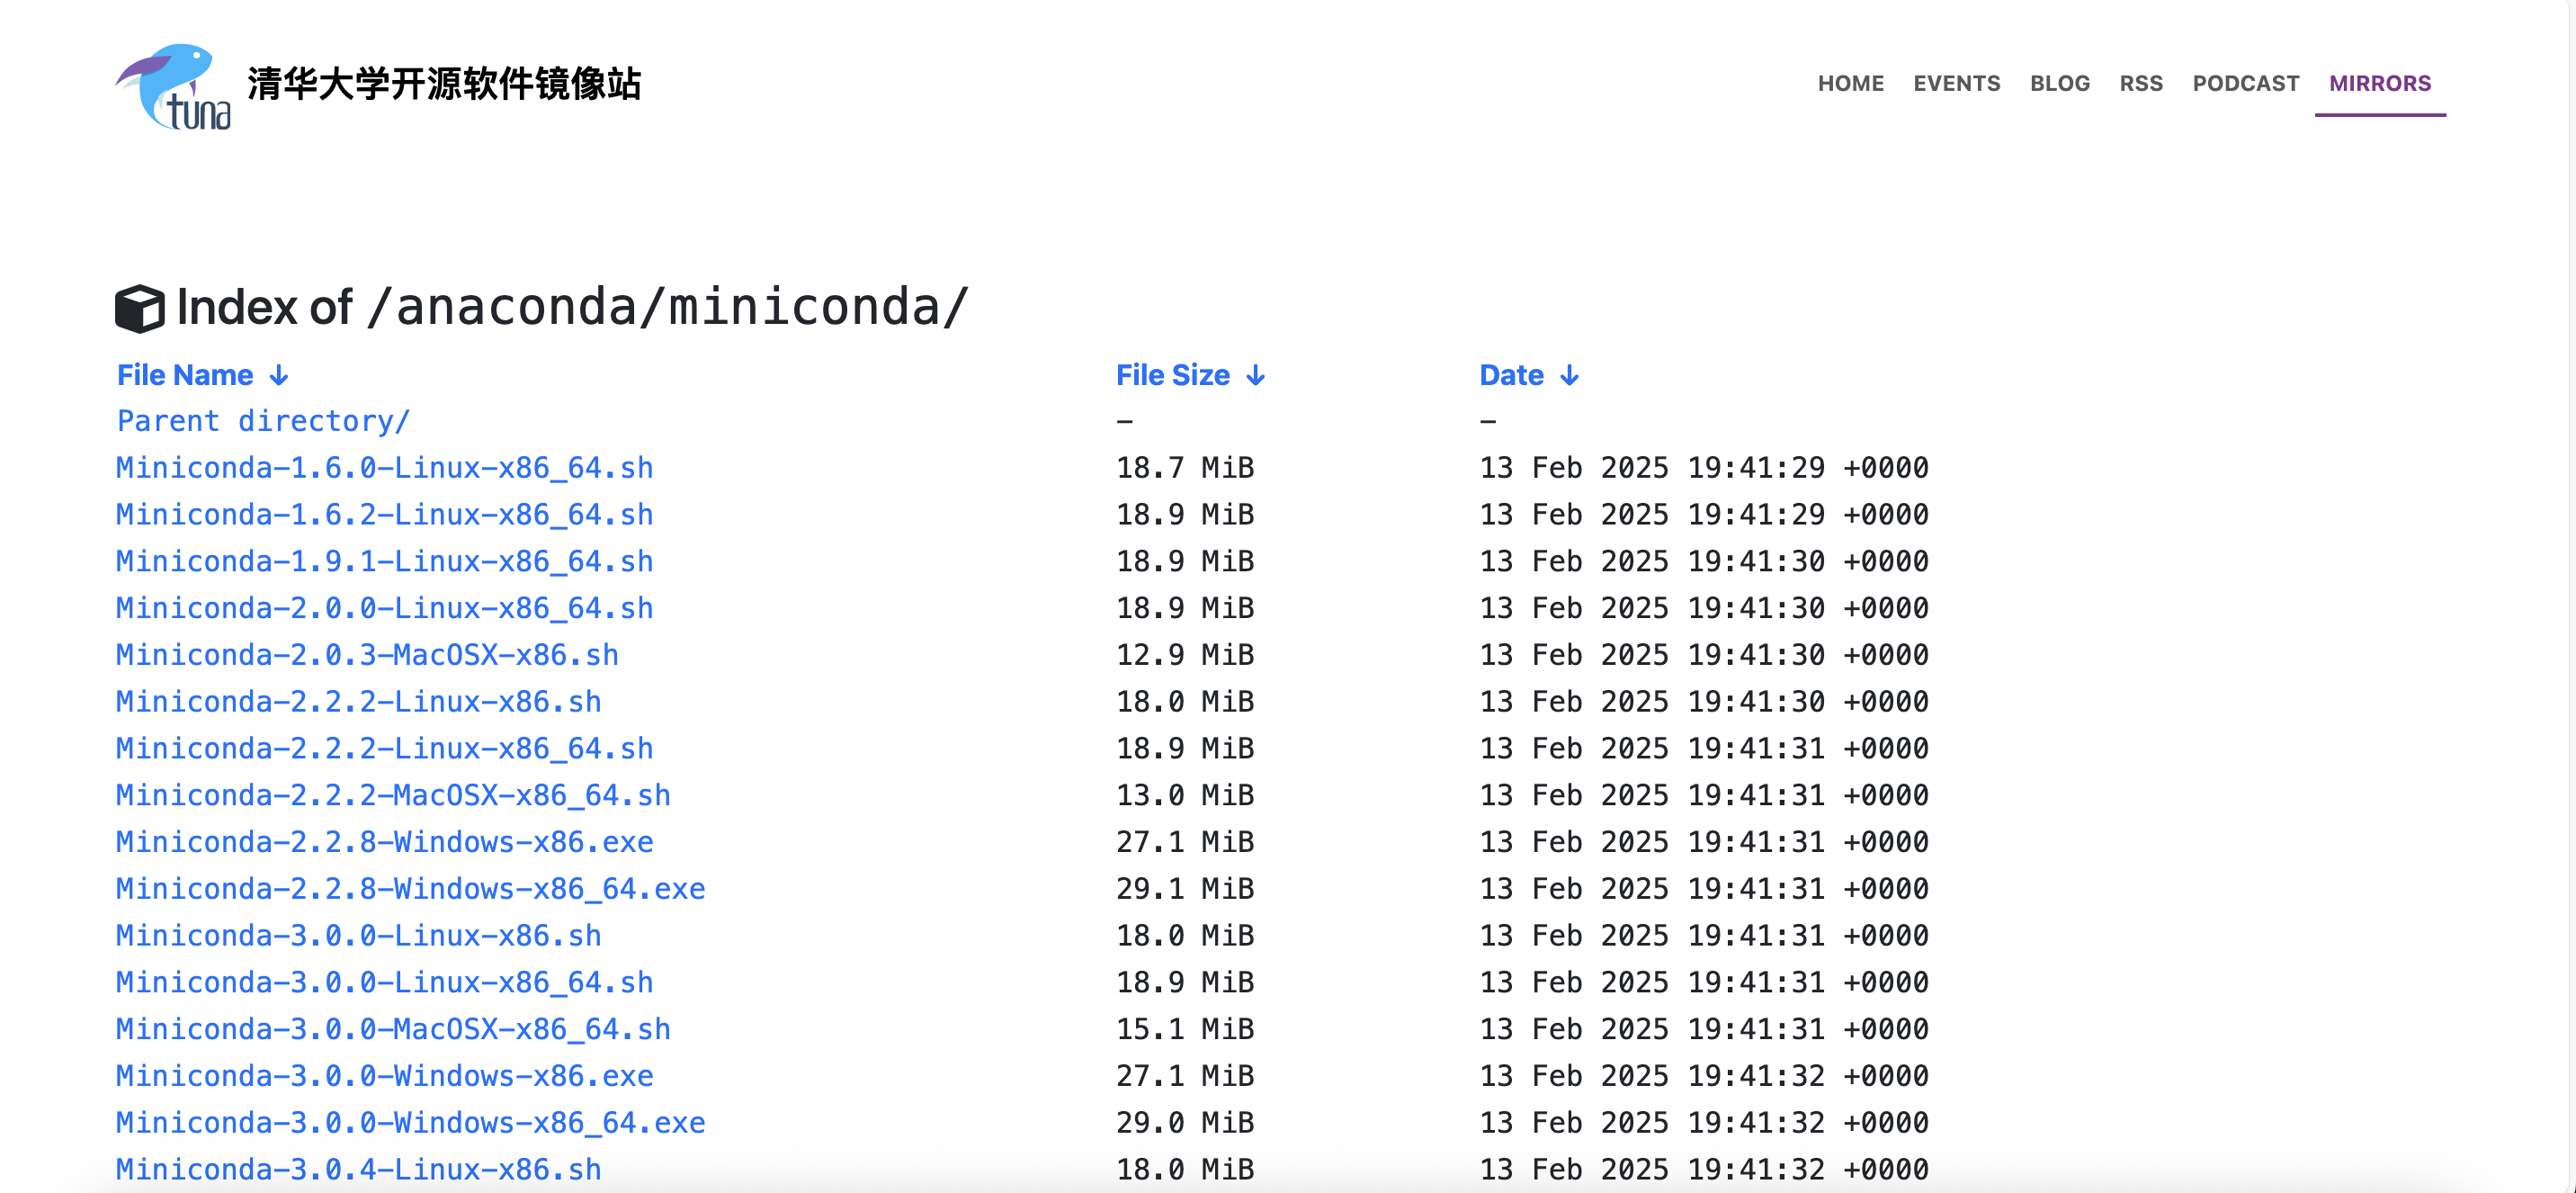 tuna 清华大学开源软件镜像站 HOME EVENTS BLOG RSS PODCAST MIRRORS
Index of /anaconda/miniconda/
File Name ↓ File Size ↓ Date ↓
Parent directory/ - -
Miniconda-1.6.0-Linux-x86_64.sh 18.7 MiB 13 Feb 2025 19:41:29 +0000
Miniconda-1.6.2-Linux-x86_64.sh 18.9 MiB 13 Feb 2025 19:41:29 +0000
Miniconda-1.9.1-Linux-x86_64.sh 18.9 MiB 13 Feb 2025 19:41:30 +0000
Miniconda-2.0.0-Linux-x86_64.sh 18.9 MiB 13 Feb 2025 19:41:30 +0000
Miniconda-2.0.3-MacOSX-x86.sh 12.9 MiB 13 Feb 2025 19:41:30 +0000
Miniconda-2.2.2-Linux-x86.sh 18.0 MiB 13 Feb 2025 19:41:30 +0000
Miniconda-2.2.2-Linux-x86_64.sh 18.9 MiB 13 Feb 2025 19:41:31 +0000
Miniconda-2.2.2-MacOSX-x86_64.sh 13.0 MiB 13 Feb 2025 19:41:31 +0000
Miniconda-2.2.8-Windows-x86.exe 27.1 MiB 13 Feb 2025 19:41:31 +0000
Miniconda-2.2.8-Windows-x86_64.exe 29.1 MiB 13 Feb 2025 19:41:31 +0000
Miniconda-3.0.0-Linux-x86.sh 18.0 MiB 13 Feb 2025 19:41:31 +0000
Miniconda-3.0.0-Linux-x86_64.sh 18.9 MiB 13 Feb 2025 19:41:31 +0000
Miniconda-3.0.0-MacOSX-x86_64.sh 15.1 MiB 13 Feb 2025 19:41:31 +0000
Miniconda-3.0.0-Windows-x86.exe 27.1 MiB 13 Feb 2025 19:41:32 +0000
Miniconda-3.0.0-Windows-x86_64.exe 29.0 MiB 13 Feb 2025 19:41:32 +0000
Miniconda-3.0.4-Linux-x86.sh 18.0 MiB 13 Feb 2025 19:41:32 +0000